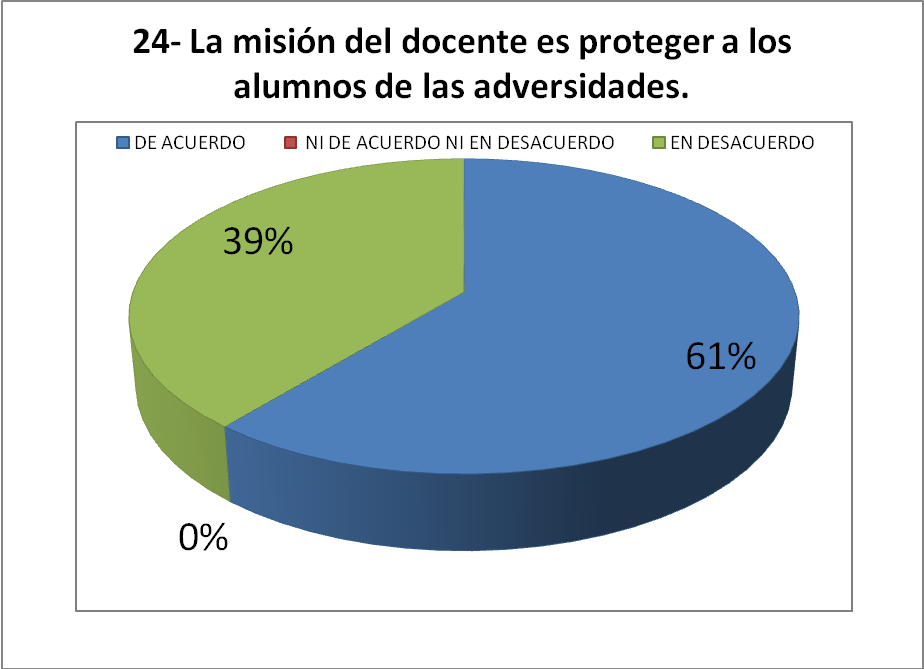 24- La misión del docente es proteger a los
alumnos de las adversidades.
DE ACUERDO NI DE ACUERDO NI EN DESACUERDO EN DESACUERDO
39%
61%
0%